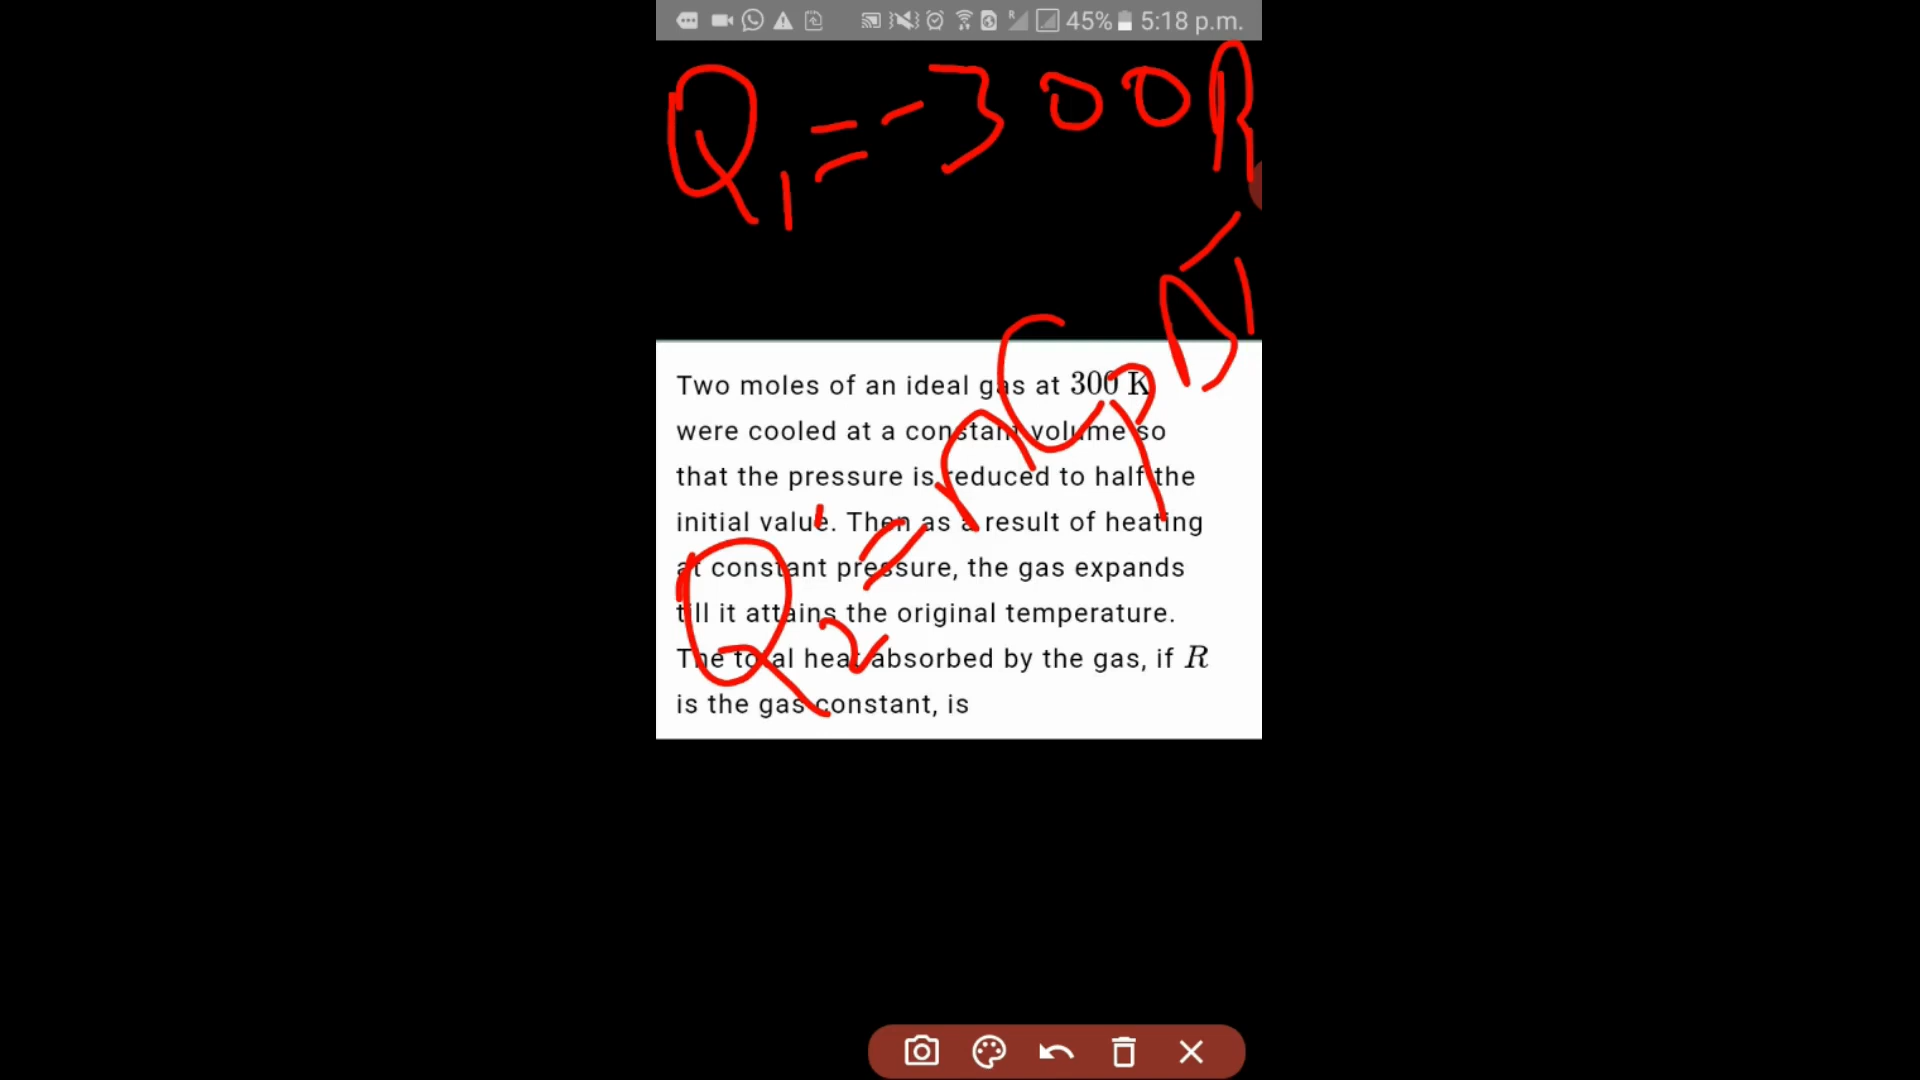 45% 5:18 p.m.
Q₁ = -300R
Two moles of an ideal gas at 300 K
were cooled at a constant volume so
that the pressure is reduced to half the
initial value. Then as a result of heating
at constant pressure, the gas expands
till it attains the original temperature.
The total heat absorbed by the gas, if R
is the gas constant, is
Q₂ = nCpΔT